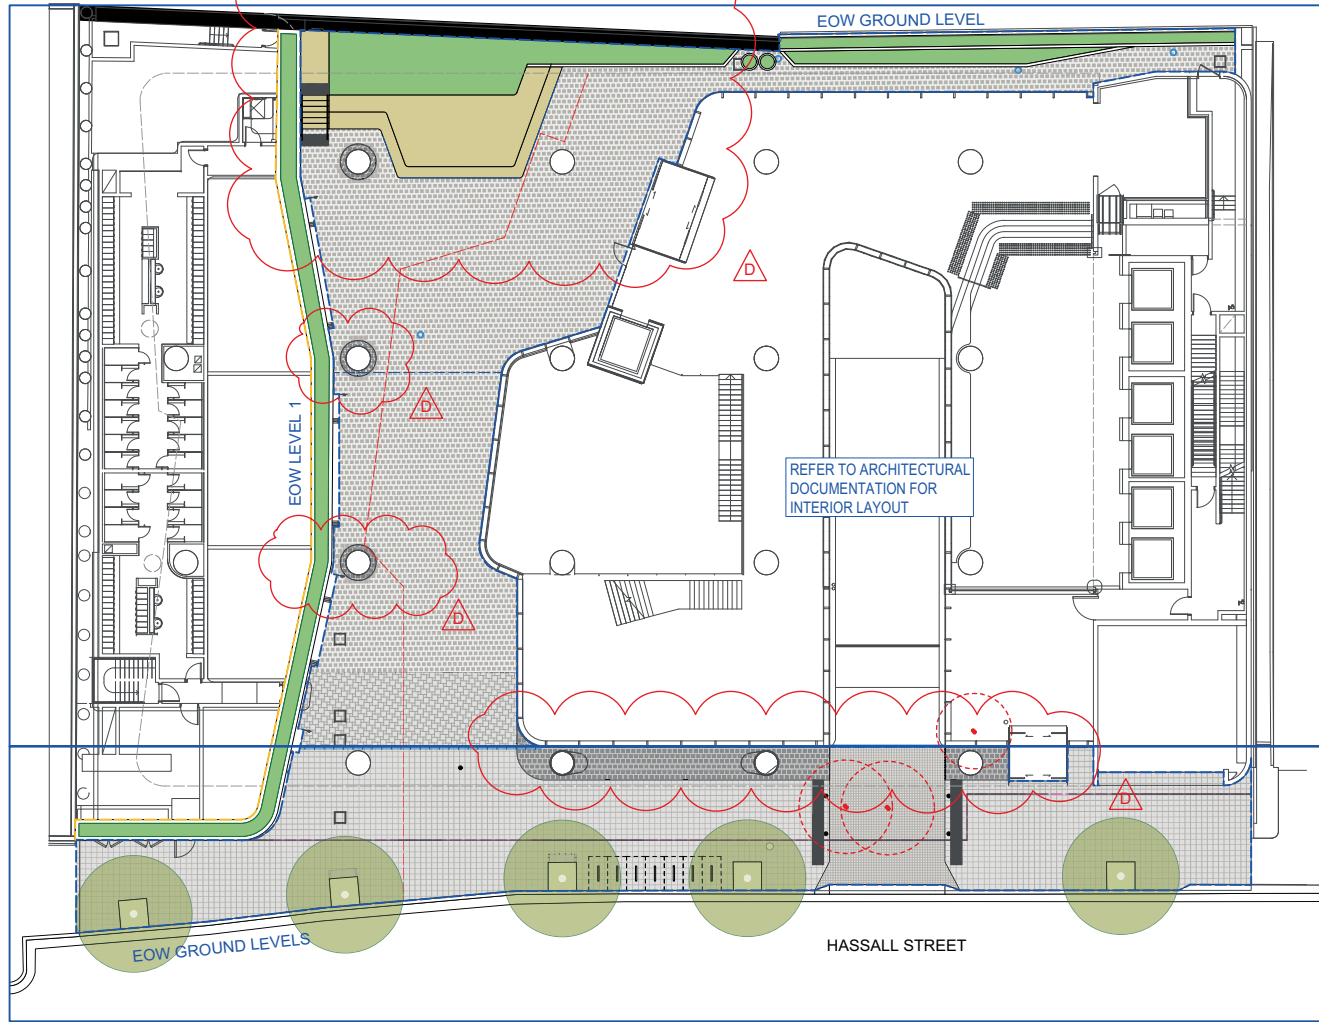 EOW GROUND LEVEL
D
D
EOW LEVEL 1
REFER TO ARCHITECTURAL
DOCUMENTATION FOR
INTERIOR LAYOUT
D
D
EOW GROUND LEVELS
HASSALL STREET